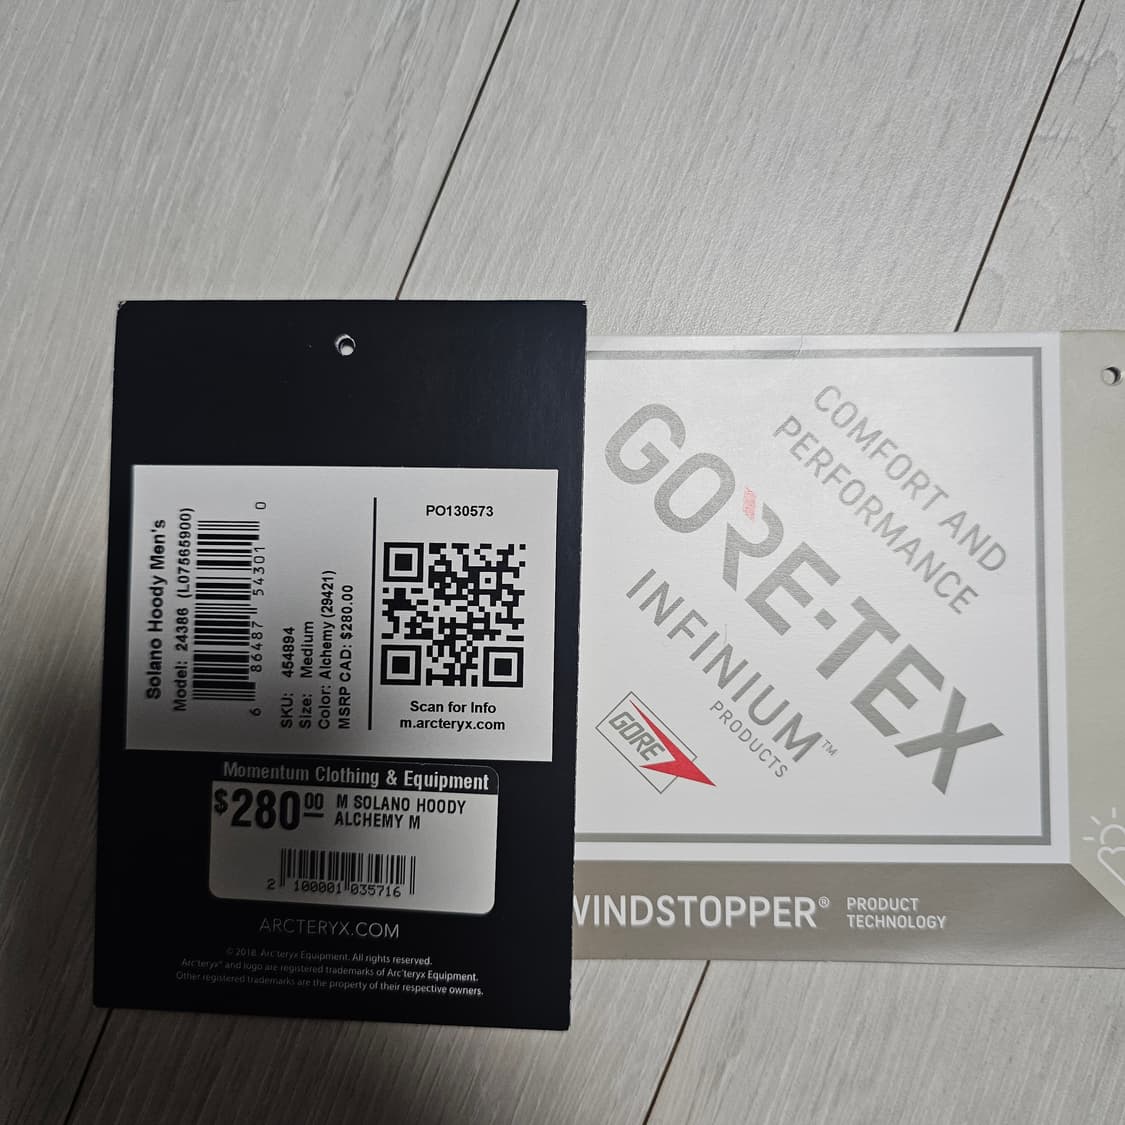 Solano Hoody Men's
Model: 24386 (L07565900)
6 86487 54301 0
SKU: 454894
Size: Medium
Color: Alchemy (29421)
MSRP CAD: $280.00
PO130573
Scan for Info
m.arcteryx.com
Momentum Clothing & Equipment
$280.00 M SOLANO HOODY
ALCHEMY M
2 100001 035716
ARCTERYX.COM
© 2018 Arc'teryx Equipment. All rights reserved.
Arc'teryx® and logo are registered trademarks of Arc'teryx Equipment.
Other registered trademarks are the property of their respective owners.
COMFORT AND
PERFORMANCE
GORE-TEX
INFINIUM™
PRODUCTS
GORE
WINDSTOPPER® PRODUCT
TECHNOLOGY